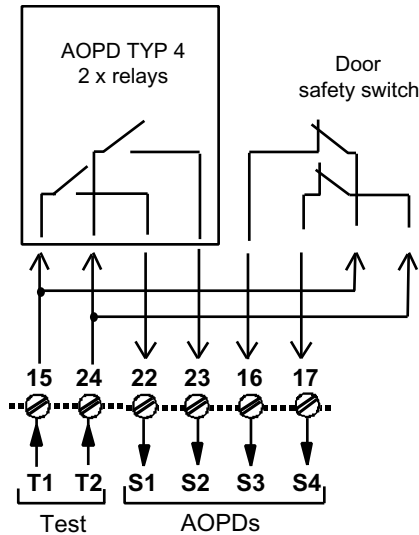 AOPD TYP 4
2 x relays
Door
safety switch
15 24 22 23 16 17
T1 T2 S1 S2 S3 S4
Test AOPDs